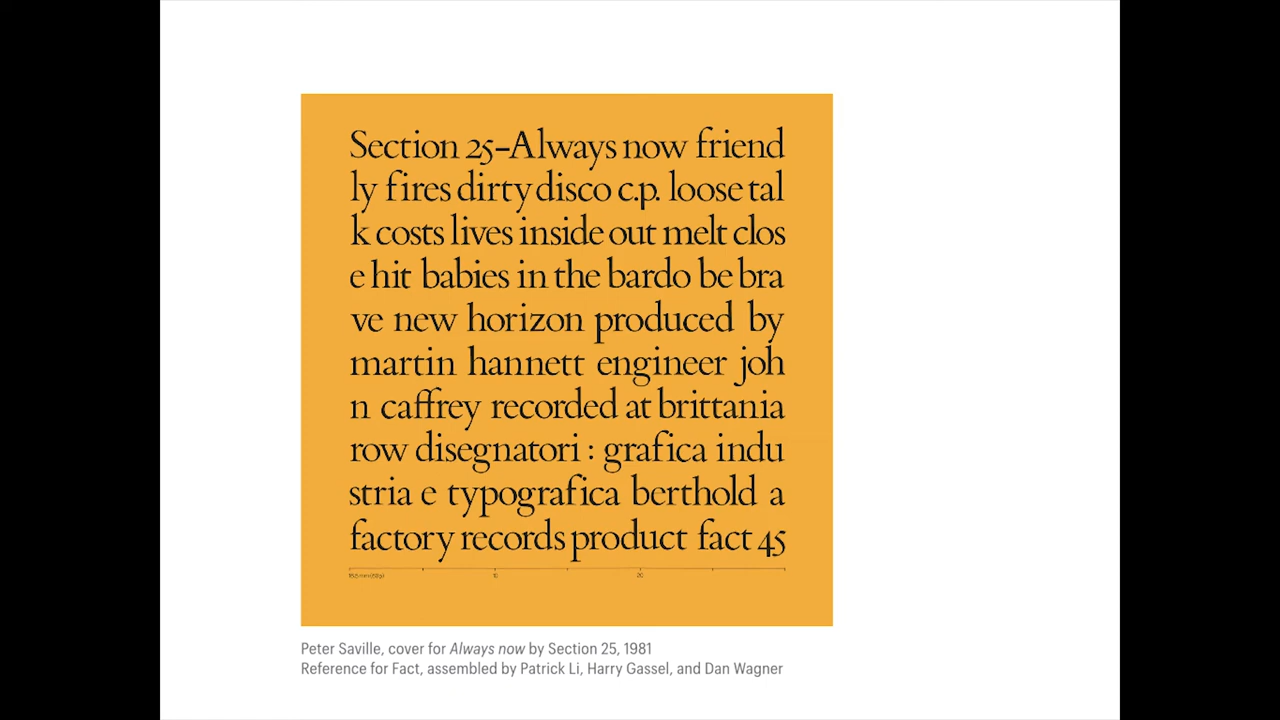 Section 25–Always now friend
ly fires dirty disco c.p. loose tal
k costs lives inside out melt clos
e hit babies in the bardo be bra
ve new horizon produced by
martin hannett engineer joh
n caffrey recorded at brittania
row disegnatori : grafica indu
stria e typografica berthold a
factory records product fact 45
10 20
Peter Saville, cover for Always now by Section 25, 1981
Reference for Fact, assembled by Patrick Li, Harry Gassel, and Dan Wagner